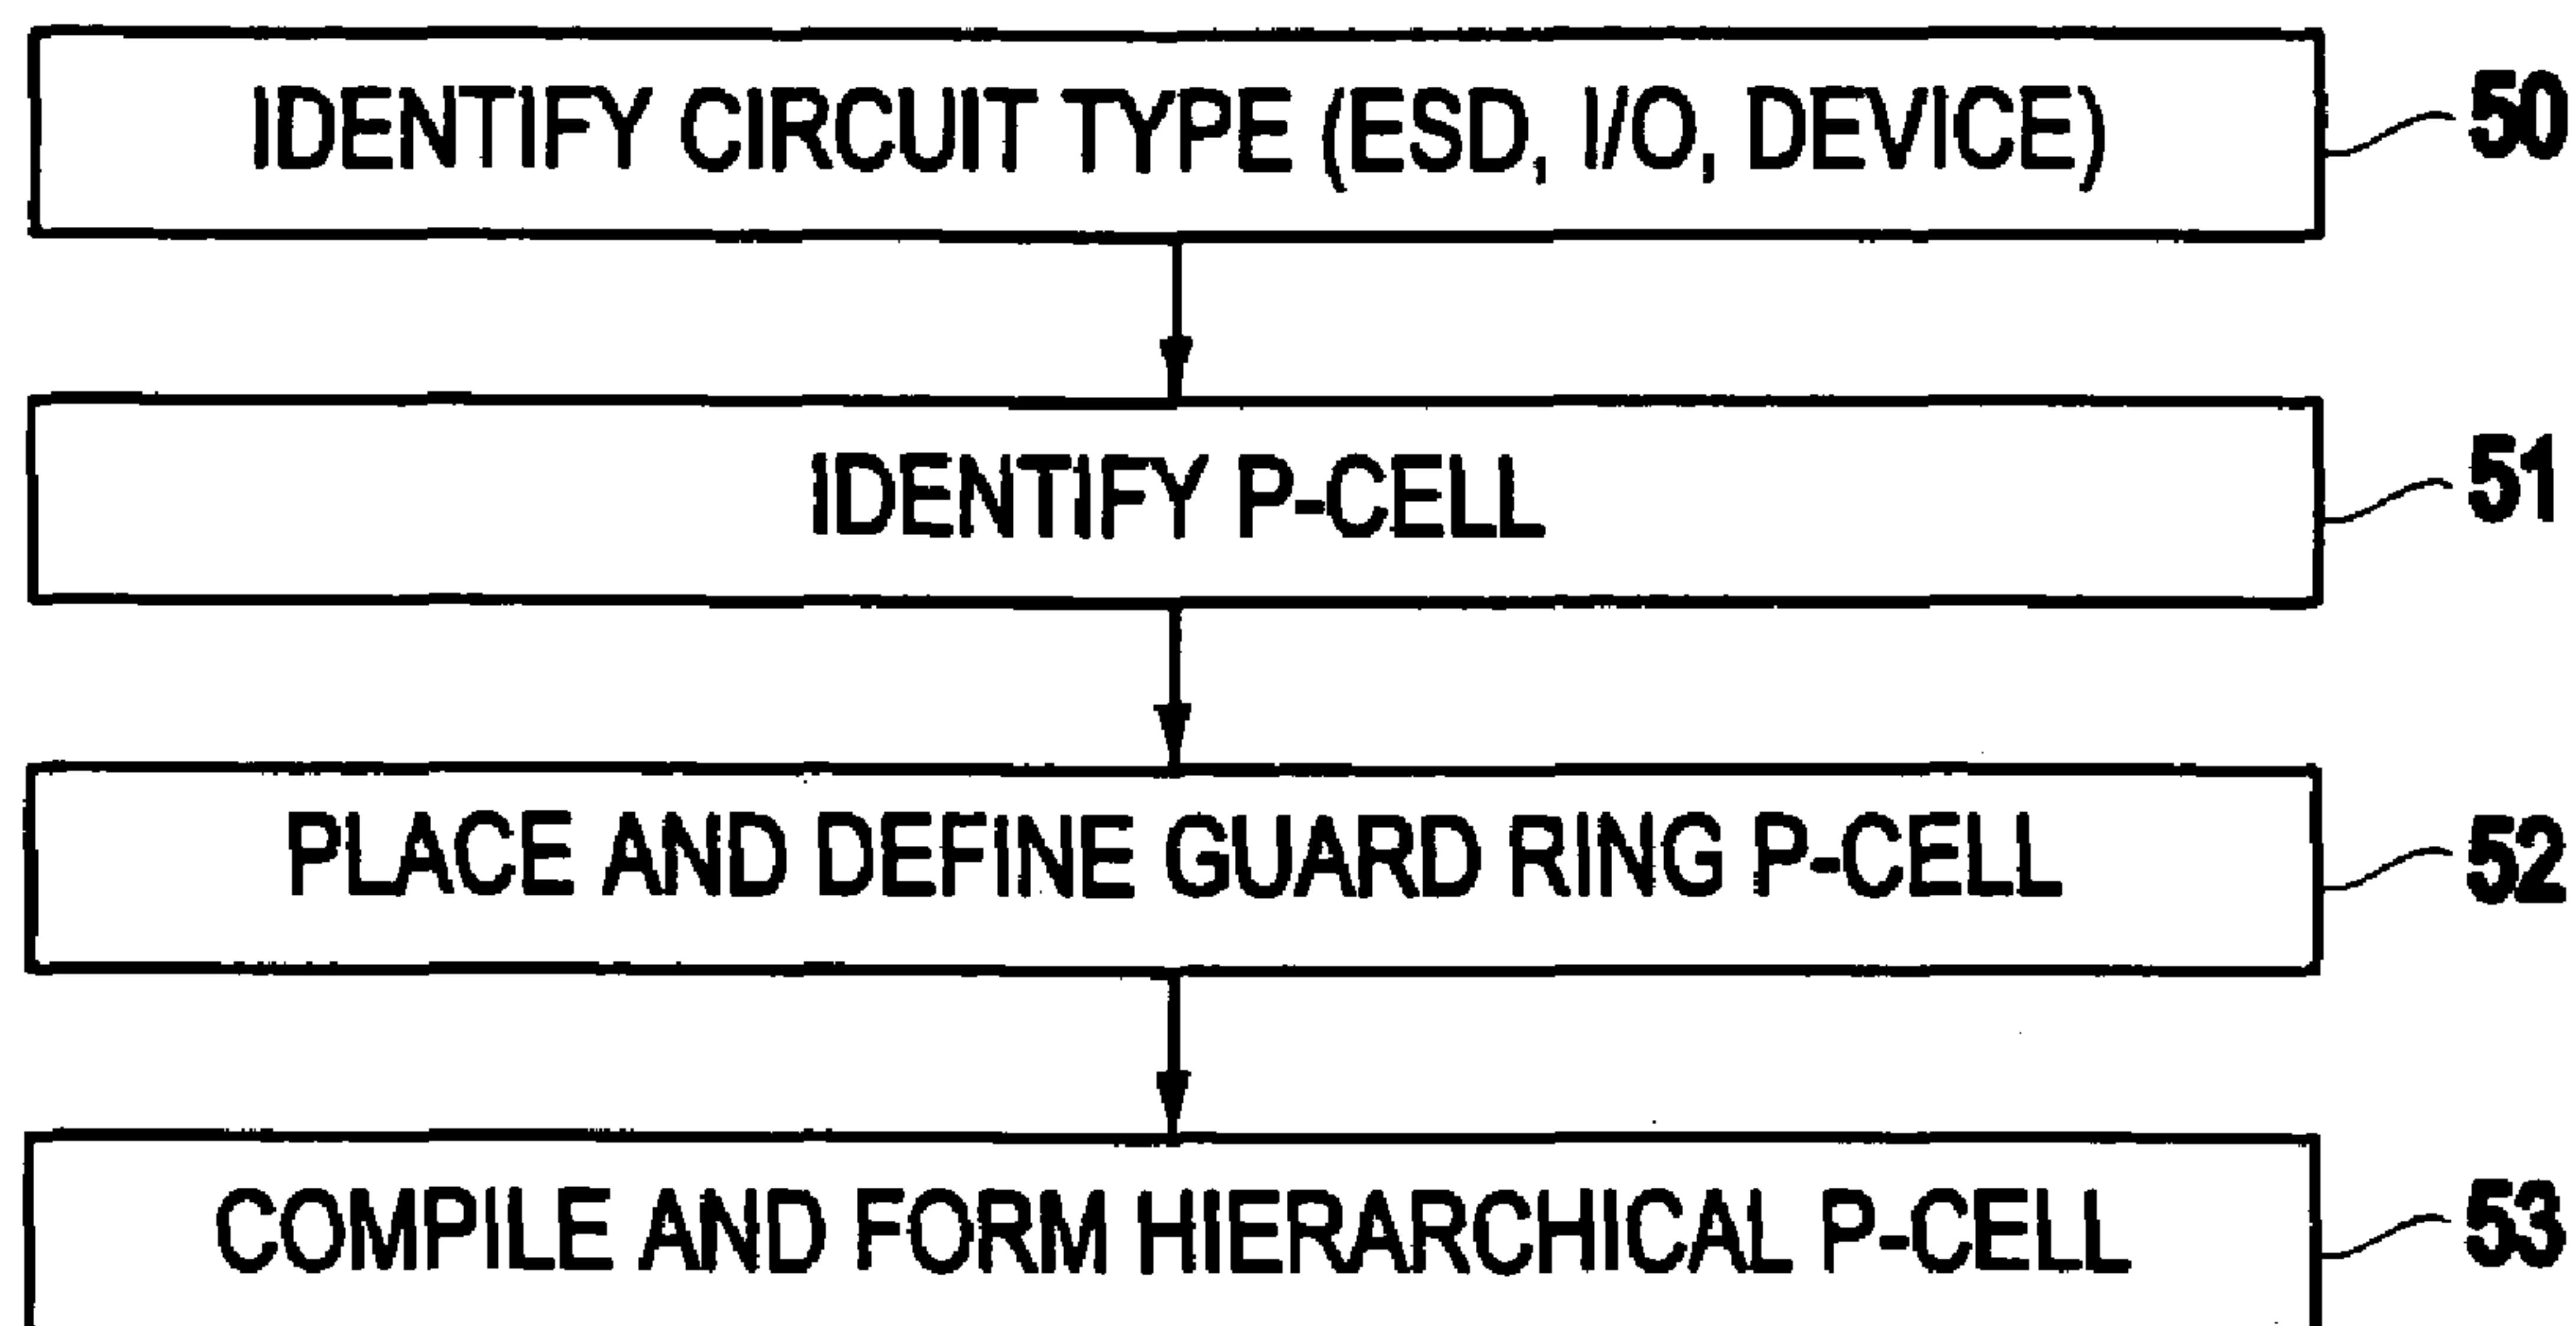 IDENTIFY CIRCUIT TYPE (ESD, I/O, DEVICE)
50
IDENTIFY P-CELL
51
PLACE AND DEFINE GUARD RING P-CELL
52
COMPILE AND FORM HIERARCHICAL P-CELL
53